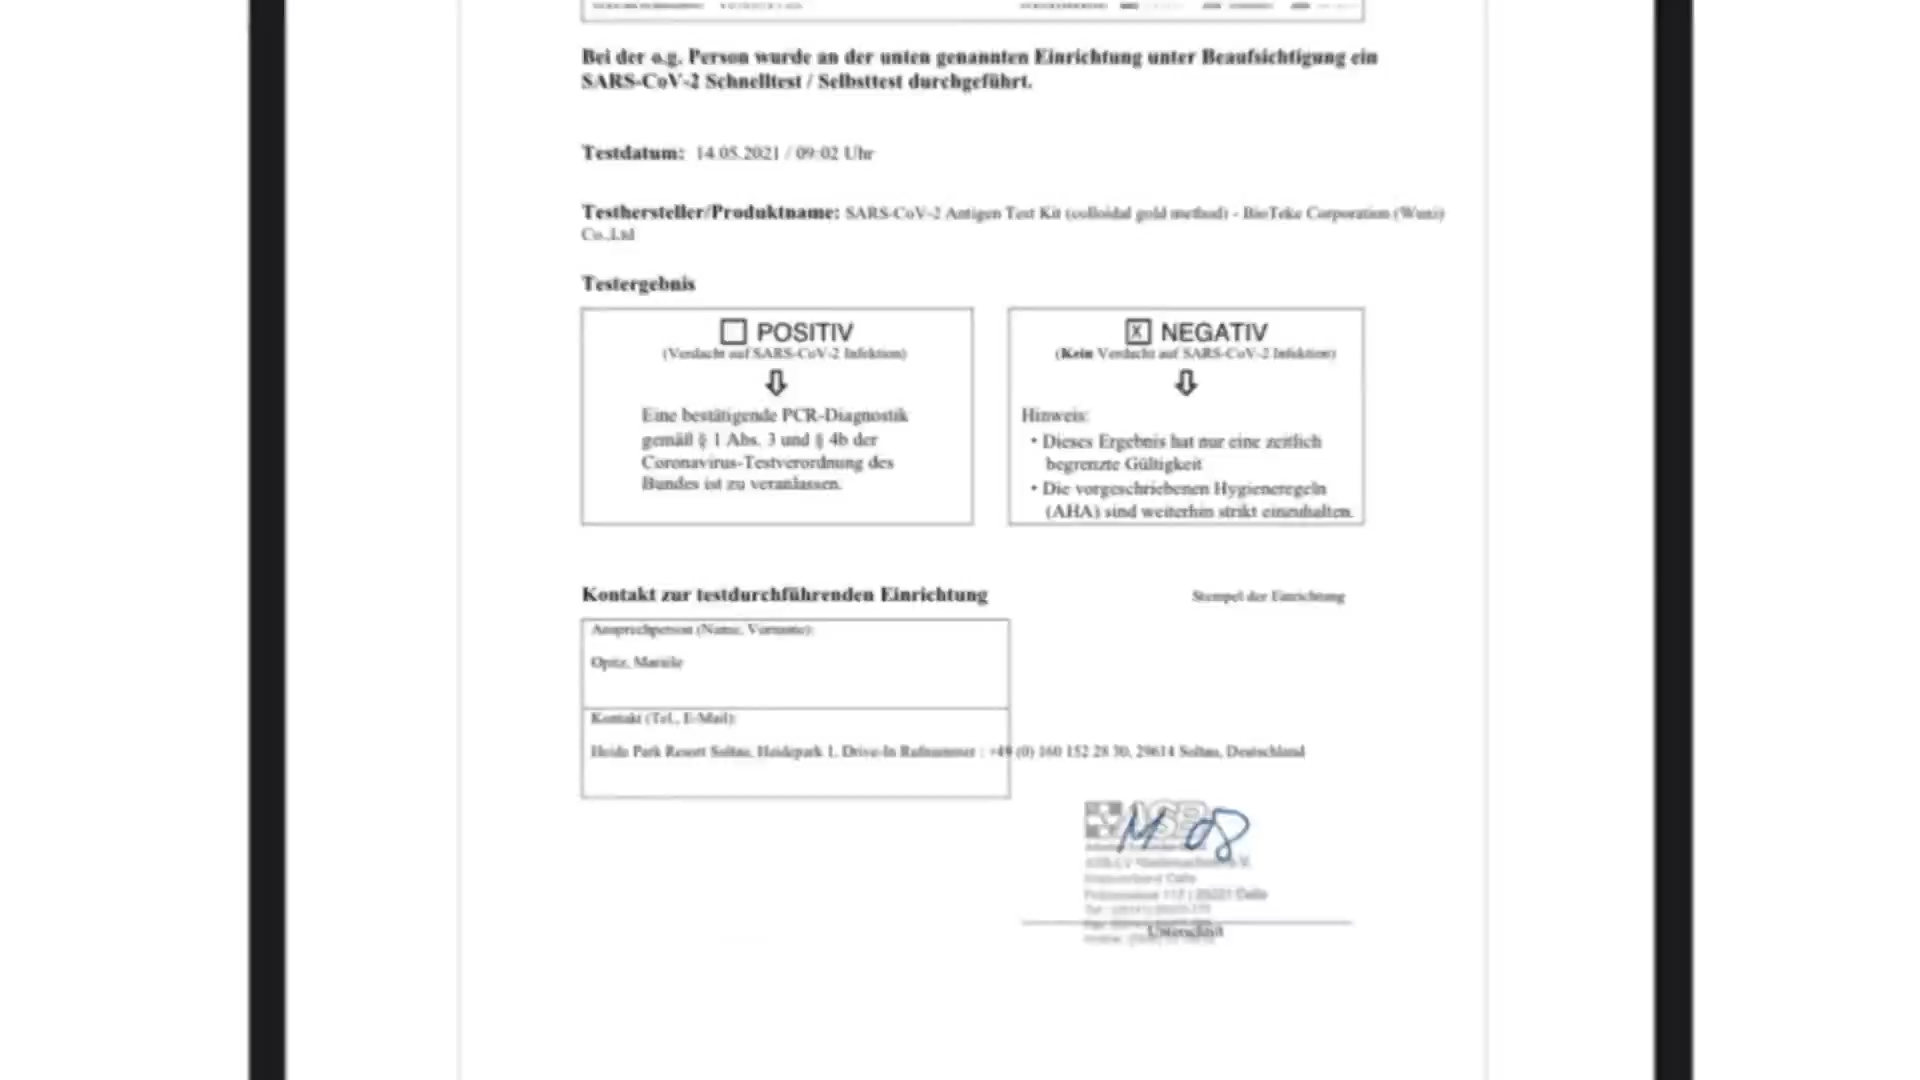 Bei der o.g. Person wurde an der unten genannten Einrichtung unter Beaufsichtigung ein
SARS-CoV-2 Schnelltest / Selbsttest durchgeführt.
Testdatum: 14.05.2021 / 09:02 Uhr
Testhersteller/Produktname: SARS-CoV-2 Antigen Test Kit (colloidal gold method) - BioTeke Corporation (Wuxi)
Co.,Ltd
Testergebnis
POSITIV
(Verdacht auf SARS-CoV-2 Infektion)
Eine bestätigende PCR-Diagnostik
gemäß § 1 Abs. 3 und § 4b der
Coronavirus-Testverordnung des
Bundes ist zu veranlassen.
X NEGATIV
(Kein Verdacht auf SARS-CoV-2 Infektion)
Hinweis:
• Dieses Ergebnis hat nur eine zeitlich
begrenzte Gültigkeit
• Die vorgeschriebenen Hygieneregeln
(AHA) sind weiterhin strikt einzuhalten.
Kontakt zur testdurchführenden Einrichtung
Stempel der Einrichtung
Ansprechperson (Name, Vorname):
Opitz,
Kontakt (Tel., E-Mail):
Heide Park Resort Soltau, Heidepark 1, Drive-In Rufnummer : +49 (0) 160 152 28 30, 29614 Soltau, Deutschland
ASB
Celle
29221 Celle
Unterschrift